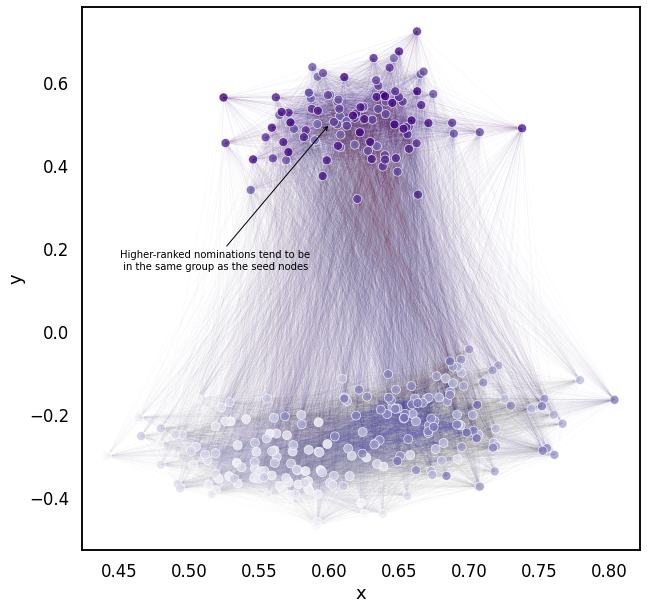 0.6
0.4
0.2
0.0
−0.2
−0.4
y
Higher-ranked nominations tend to be
in the same group as the seed nodes
0.45 0.50 0.55 0.60 0.65 0.70 0.75 0.80
x